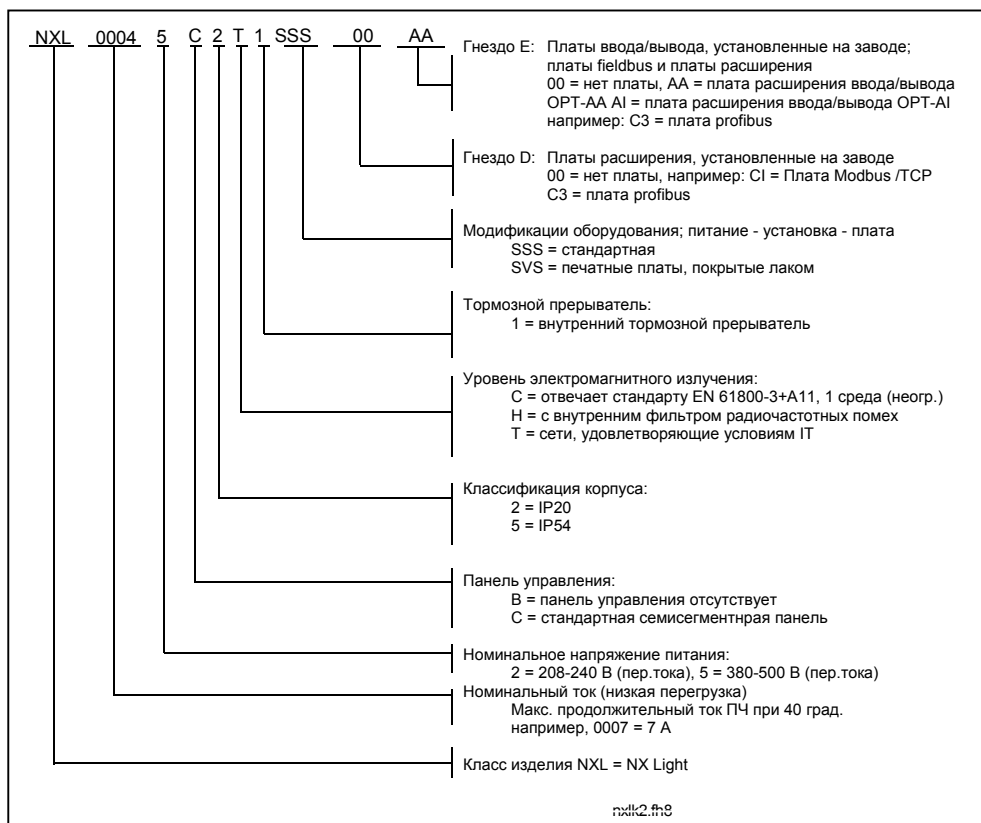 NXL 0004 5 C 2 T 1 SSS 00 AA
Гнездо E: Платы ввода/вывода, установленные на заводе;
платы fieldbus и платы расширения
00 = нет платы, AA = плата расширения ввода/вывода
OPT-AA AI = плата расширения ввода/вывода OPT-AI
например: C3 = плата profibus
Гнездо D: Платы расширения, установленные на заводе
00 = нет платы, например: CI = Плата Modbus /TCP
C3 = плата profibus
Модификации оборудования; питание - установка - плата
SSS = стандартная
SVS = печатные платы, покрытые лаком
Тормозной прерыватель:
1 = внутренний тормозной прерыватель
Уровень электромагнитного излучения:
C = отвечает стандарту EN 61800-3+A11, 1 среда (неогр.)
H = с внутренним фильтром радиочастотных помех
T = сети, удовлетворяющие условиям IT
Классификация корпуса:
2 = IP20
5 = IP54
Панель управления:
B = панель управления отсутствует
C = стандартная семисегментнрая панель
Номинальное напряжение питания:
2 = 208-240 В (пер.тока), 5 = 380-500 В (пер.тока)
Номинальный ток (низкая перегрузка)
Макс. продолжительный ток ПЧ при 40 град.
например, 0007 = 7 А
Класс изделия NXL = NX Light
nxlk2.fh8